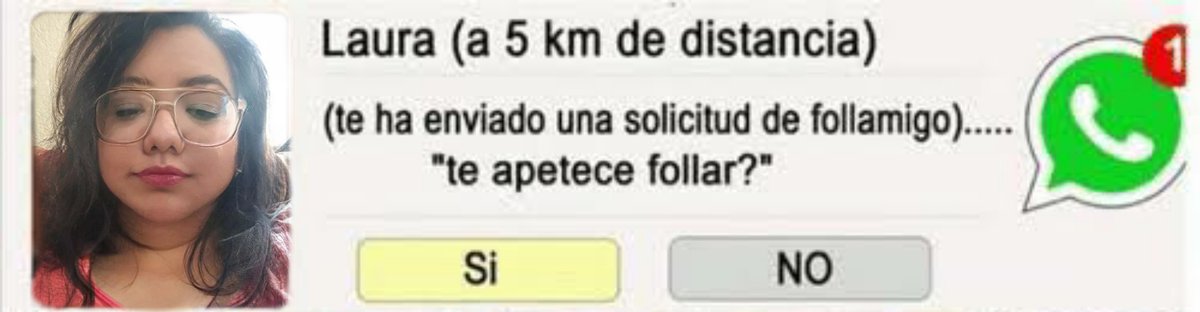 Laura (a 5 km de distancia)
(te ha enviado una solicitud de follamigo).....
"te apetece follar?"
Si NO
1